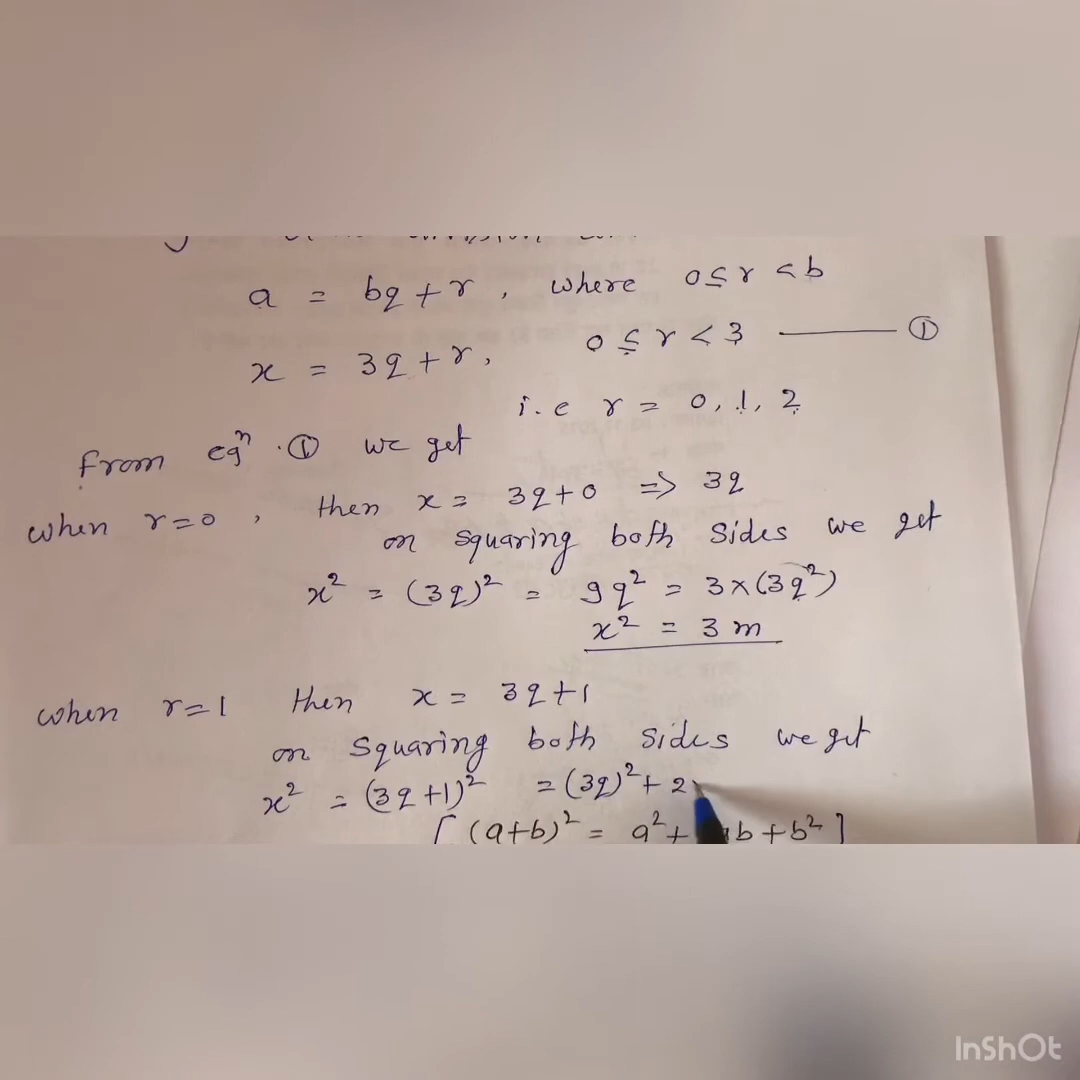 a = bq + r , where 0 ≤ r < b
x = 3q + r, 0 ≤ r < 3 ——— ①
i.e r = 0, 1, 2
From eqⁿ . ① we get
when r = 0 , then x = 3q + 0 => 3q
on squaring both sides we get
x² = (3q)² = 9q² = 3 × (3q²)
x² = 3 m
when r = 1 then x = 3q + 1
on squaring both sides we get
x² = (3q + 1)² = (3q)² + 2
[ (a+b)² = a² + ab + b² ]
InShOt